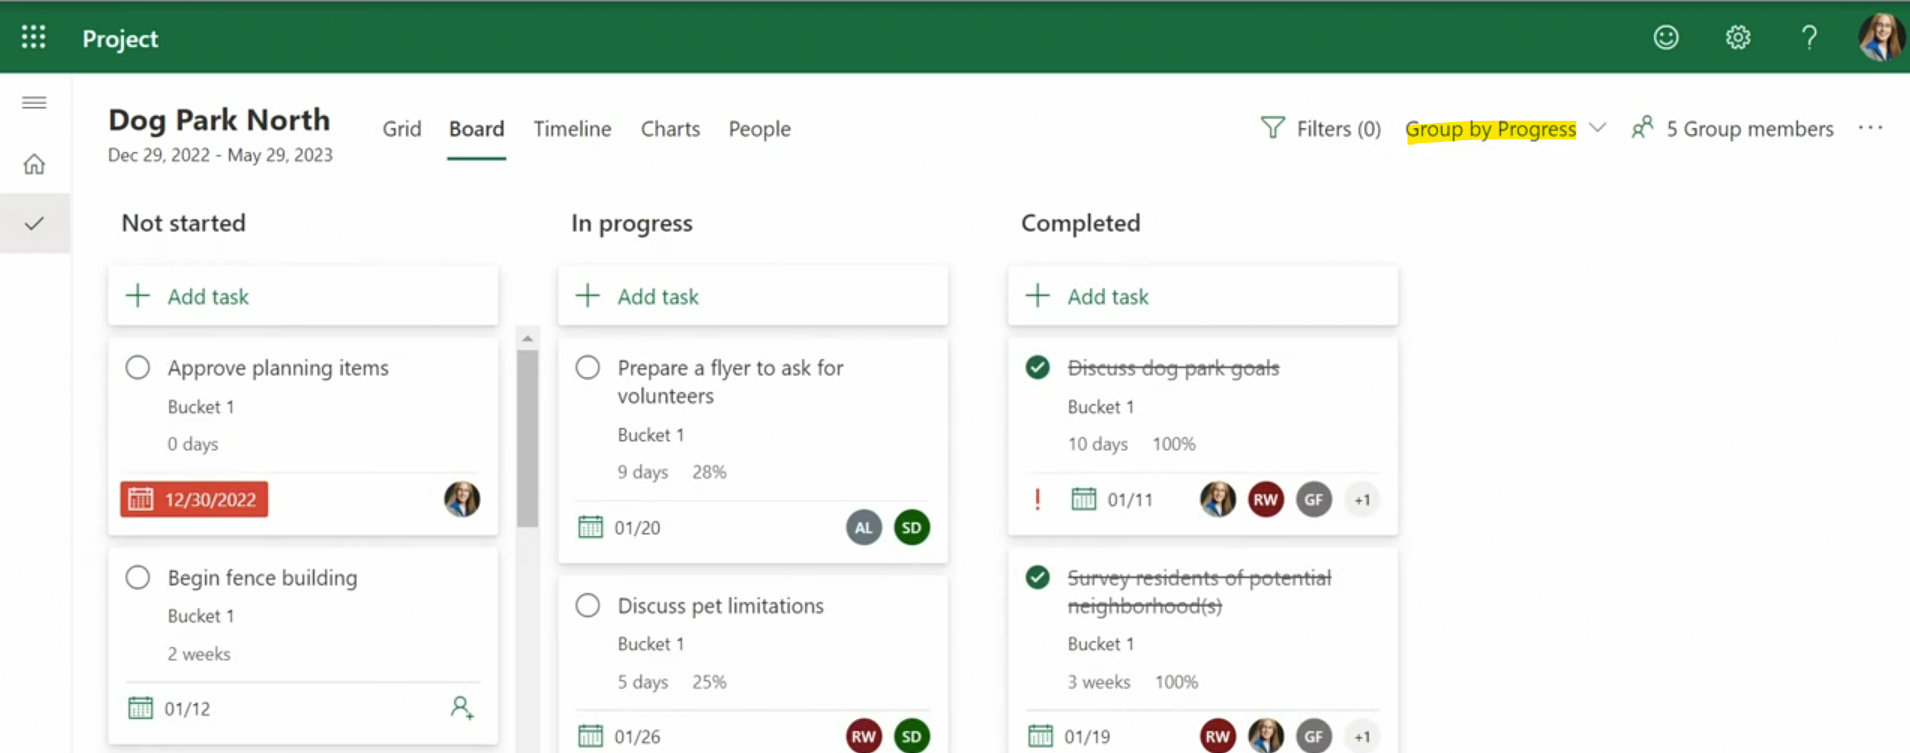 Project
Dog Park North
Dec 29, 2022 - May 29, 2023
Grid Board Timeline Charts People
Filters (0) Group by Progress 5 Group members ...
Not started
Add task
Approve planning items
Bucket 1
0 days
12/30/2022
Begin fence building
Bucket 1
2 weeks
01/12
In progress
Add task
Prepare a flyer to ask for
volunteers
Bucket 1
9 days 28%
01/20 AL SD
Discuss pet limitations
Bucket 1
5 days 25%
01/26 RW SD
Completed
Add task
Discuss dog park goals
Bucket 1
10 days 100%
! 01/11 RW GF +1
Survey residents of potential
neighborhood(s)
Bucket 1
3 weeks 100%
01/19 RW GF +1